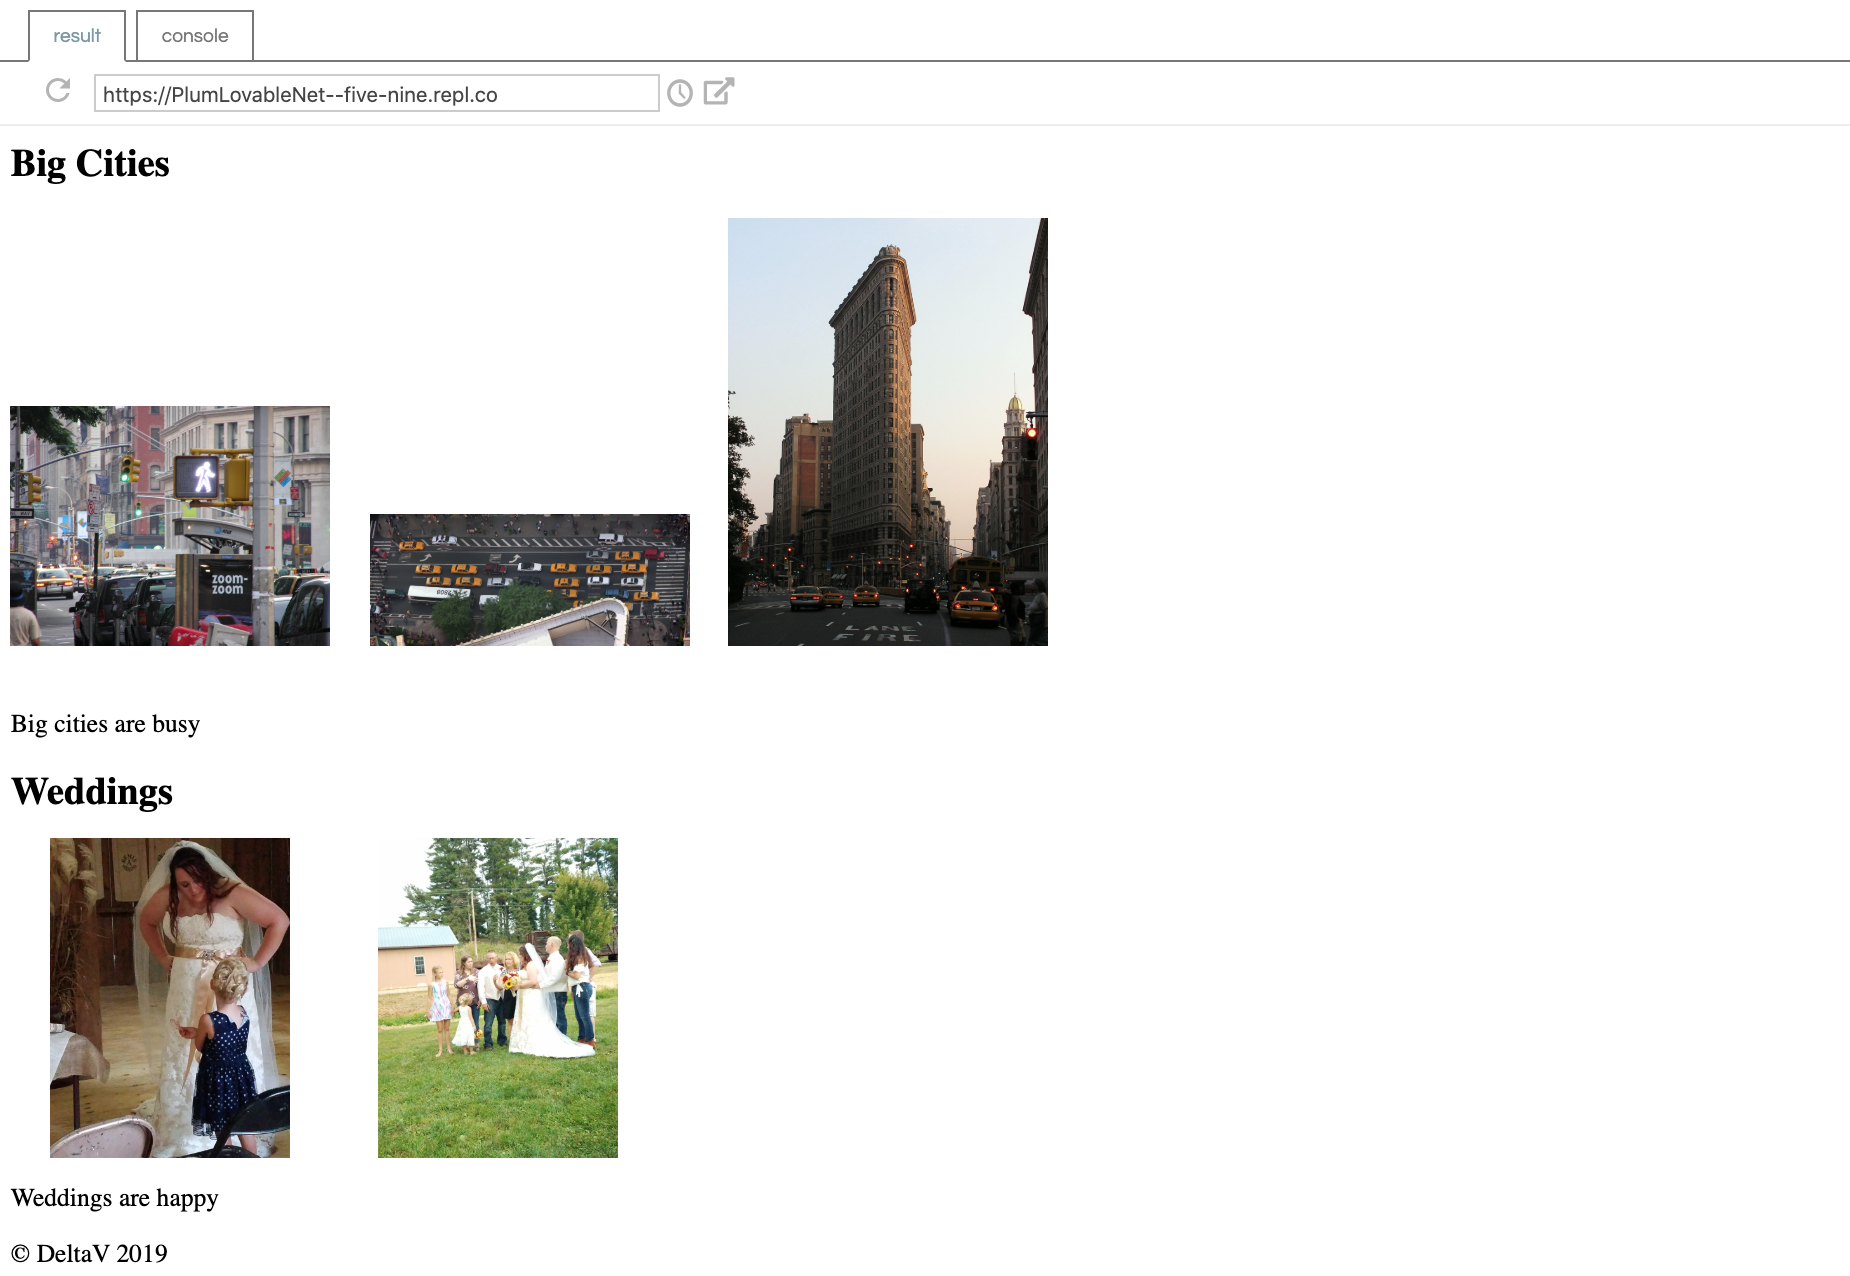 result
console
https://PlumLovableNet--five-nine.repl.co
Big Cities
zoom-
zoom
LANE
FIRE
Big cities are busy
Weddings
Weddings are happy
© DeltaV 2019